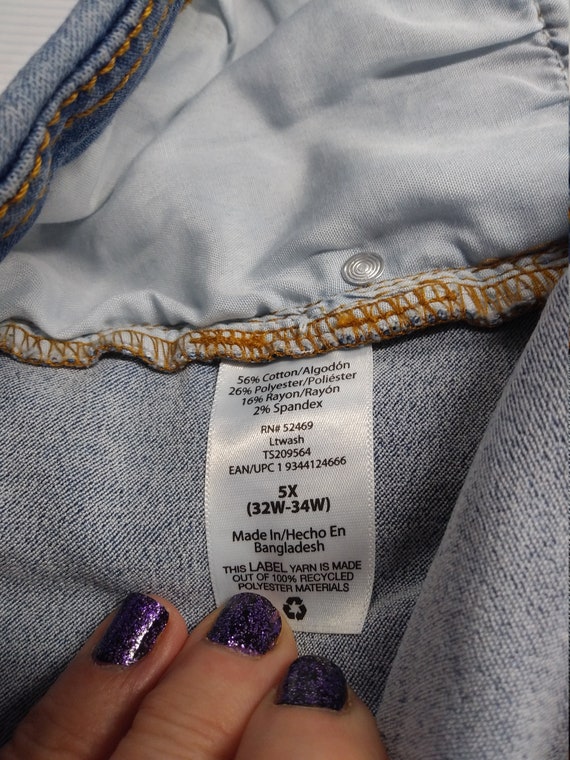 56% Cotton/Algodón
26% Polyester/Poliéster
16% Rayon/Rayón
2% Spandex
RN# 52469
Ltwash
TS209564
EAN/UPC 1 9344124666
5X
(32W-34W)
Made In/Hecho En
Bangladesh
THIS LABEL YARN IS MADE
OUT OF 100% RECYCLED
POLYESTER MATERIALS